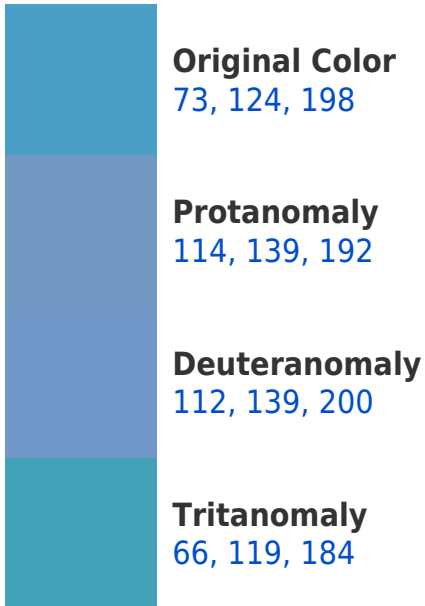 Original Color
73, 124, 198
Protanomaly
114, 139, 192
Deuteranomaly
112, 139, 200
Tritanomaly
66, 119, 184